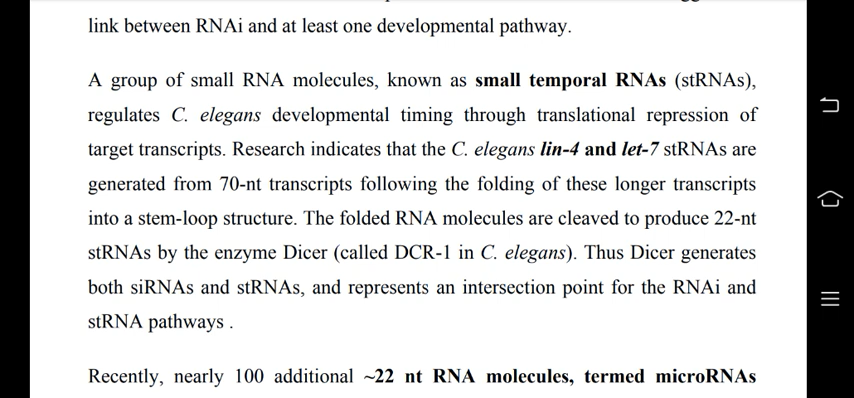 link between RNAi and at least one developmental pathway.
A group of small RNA molecules, known as small temporal RNAs (stRNAs),
regulates C. elegans developmental timing through translational repression of
target transcripts. Research indicates that the C. elegans lin-4 and let-7 stRNAs are
generated from 70-nt transcripts following the folding of these longer transcripts
into a stem-loop structure. The folded RNA molecules are cleaved to produce 22-nt
stRNAs by the enzyme Dicer (called DCR-1 in C. elegans). Thus Dicer generates
both siRNAs and stRNAs, and represents an intersection point for the RNAi and
stRNA pathways .
Recently, nearly 100 additional ~22 nt RNA molecules, termed microRNAs